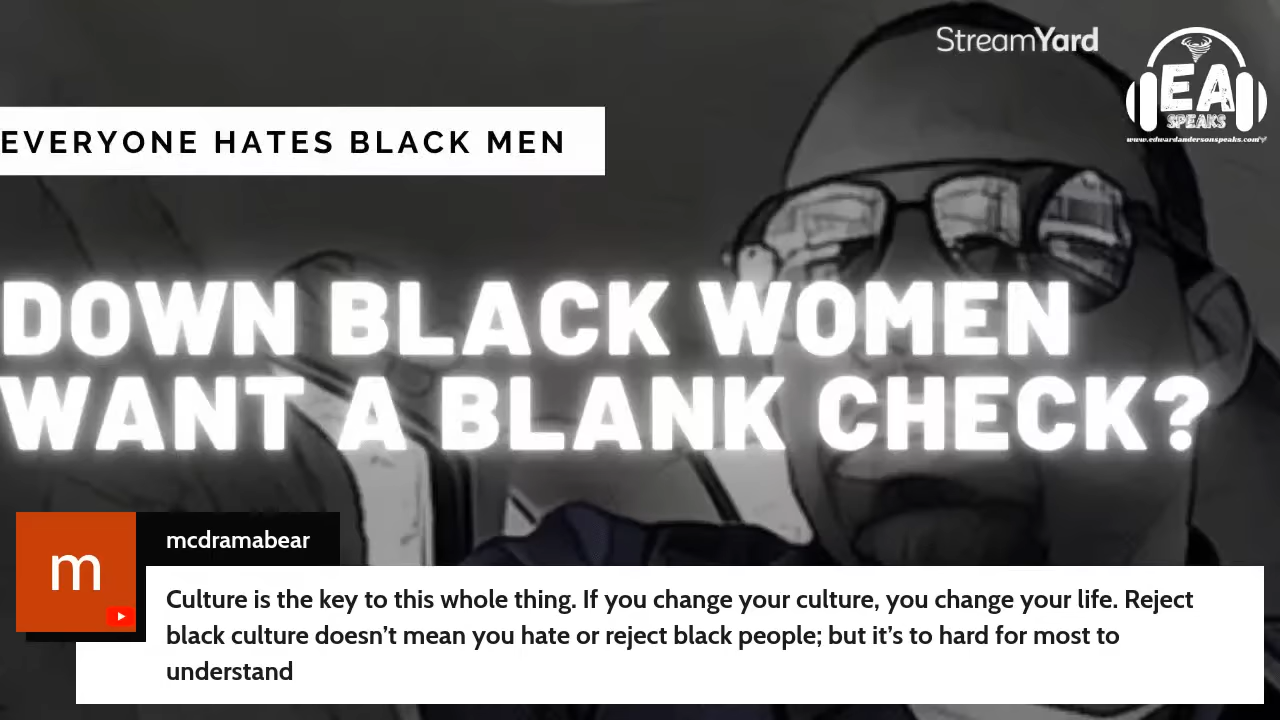 StreamYard
EA
SPEAKS
www.edwardandersonspeaks.com
EVERYONE HATES BLACK MEN
DOWN BLACK WOMEN
WANT A BLANK CHECK?
m
mcdramabear
Culture is the key to this whole thing. If you change your culture, you change your life. Reject
black culture doesn't mean you hate or reject black people; but it's to hard for most to
understand